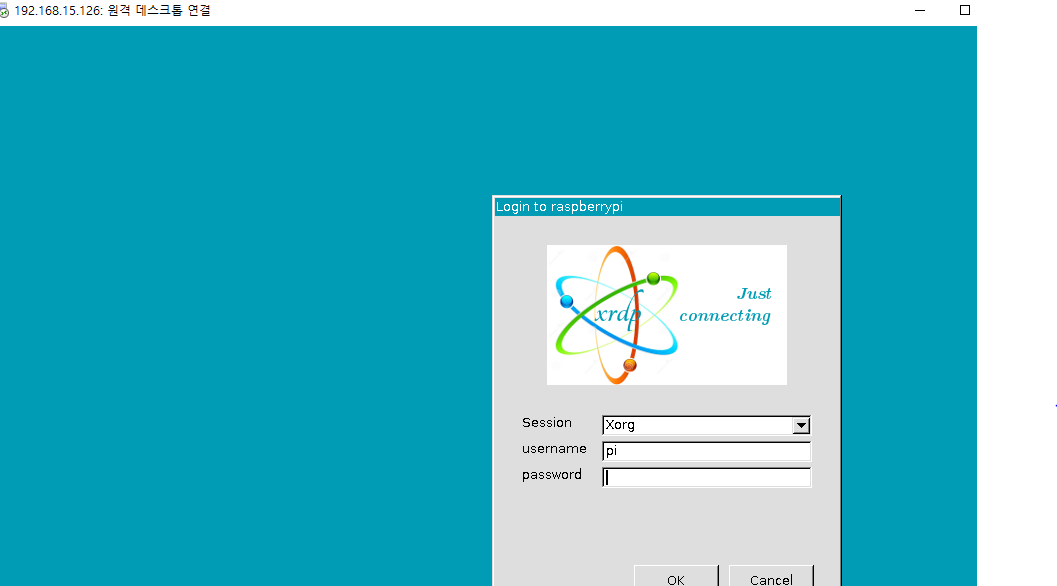 192.168.15.126: 원격 데스크톱 연결
Login to raspberrypi
Just
connecting
xrdp
Session Xorg
username pi
password
OK Cancel